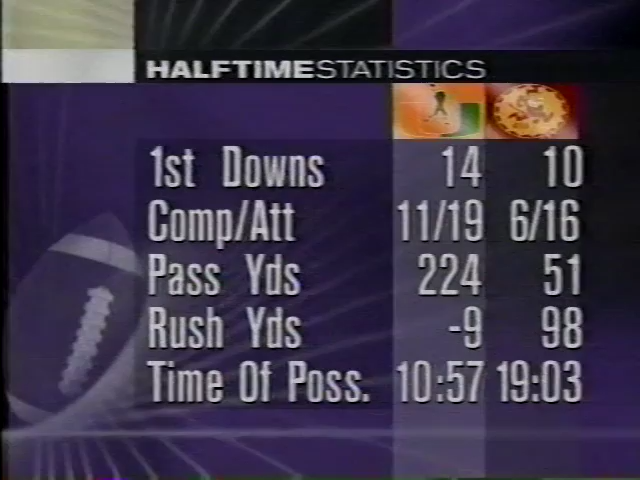 HALFTIMESTATISTICS
1st Downs 14 10
Comp/Att 11/19 6/16
Pass Yds 224 51
Rush Yds -9 98
Time Of Poss. 10:57 19:03